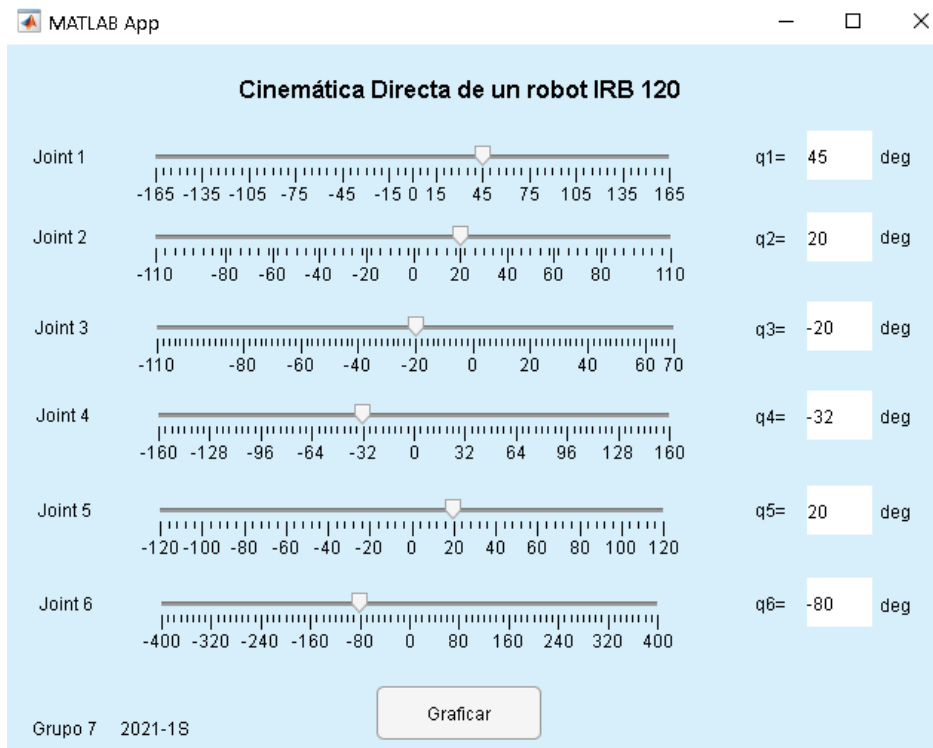 MATLAB App
Cinemática Directa de un robot IRB 120
Joint 1 q1= 45 deg
-165 -135 -105 -75 -45 -15 0 15 45 75 105 135 165
Joint 2 q2= 20 deg
-110 -80 -60 -40 -20 0 20 40 60 80 110
Joint 3 q3= -20 deg
-110 -80 -60 -40 -20 0 20 40 60 70
Joint 4 q4= -32 deg
-160 -128 -96 -64 -32 0 32 64 96 128 160
Joint 5 q5= 20 deg
-120 -100 -80 -60 -40 -20 0 20 40 60 80 100 120
Joint 6 q6= -80 deg
-400 -320 -240 -160 -80 0 80 160 240 320 400
Graficar
Grupo 7 2021-1S